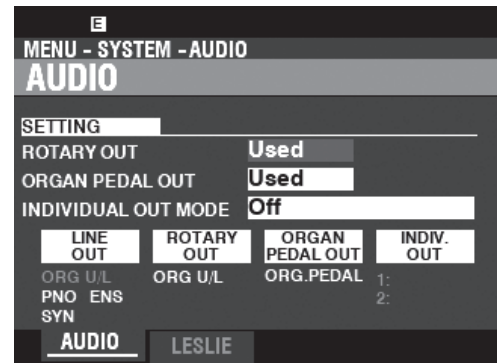 E
MENU - SYSTEM - AUDIO
AUDIO
SETTING
ROTARY OUT Used
ORGAN PEDAL OUT Used
INDIVIDUAL OUT MODE Off
LINE OUT ROTARY OUT ORGAN PEDAL OUT INDIV. OUT
ORG U/L ORG U/L ORG.PEDAL 1:
PNO ENS 2:
SYN
AUDIO LESLIE